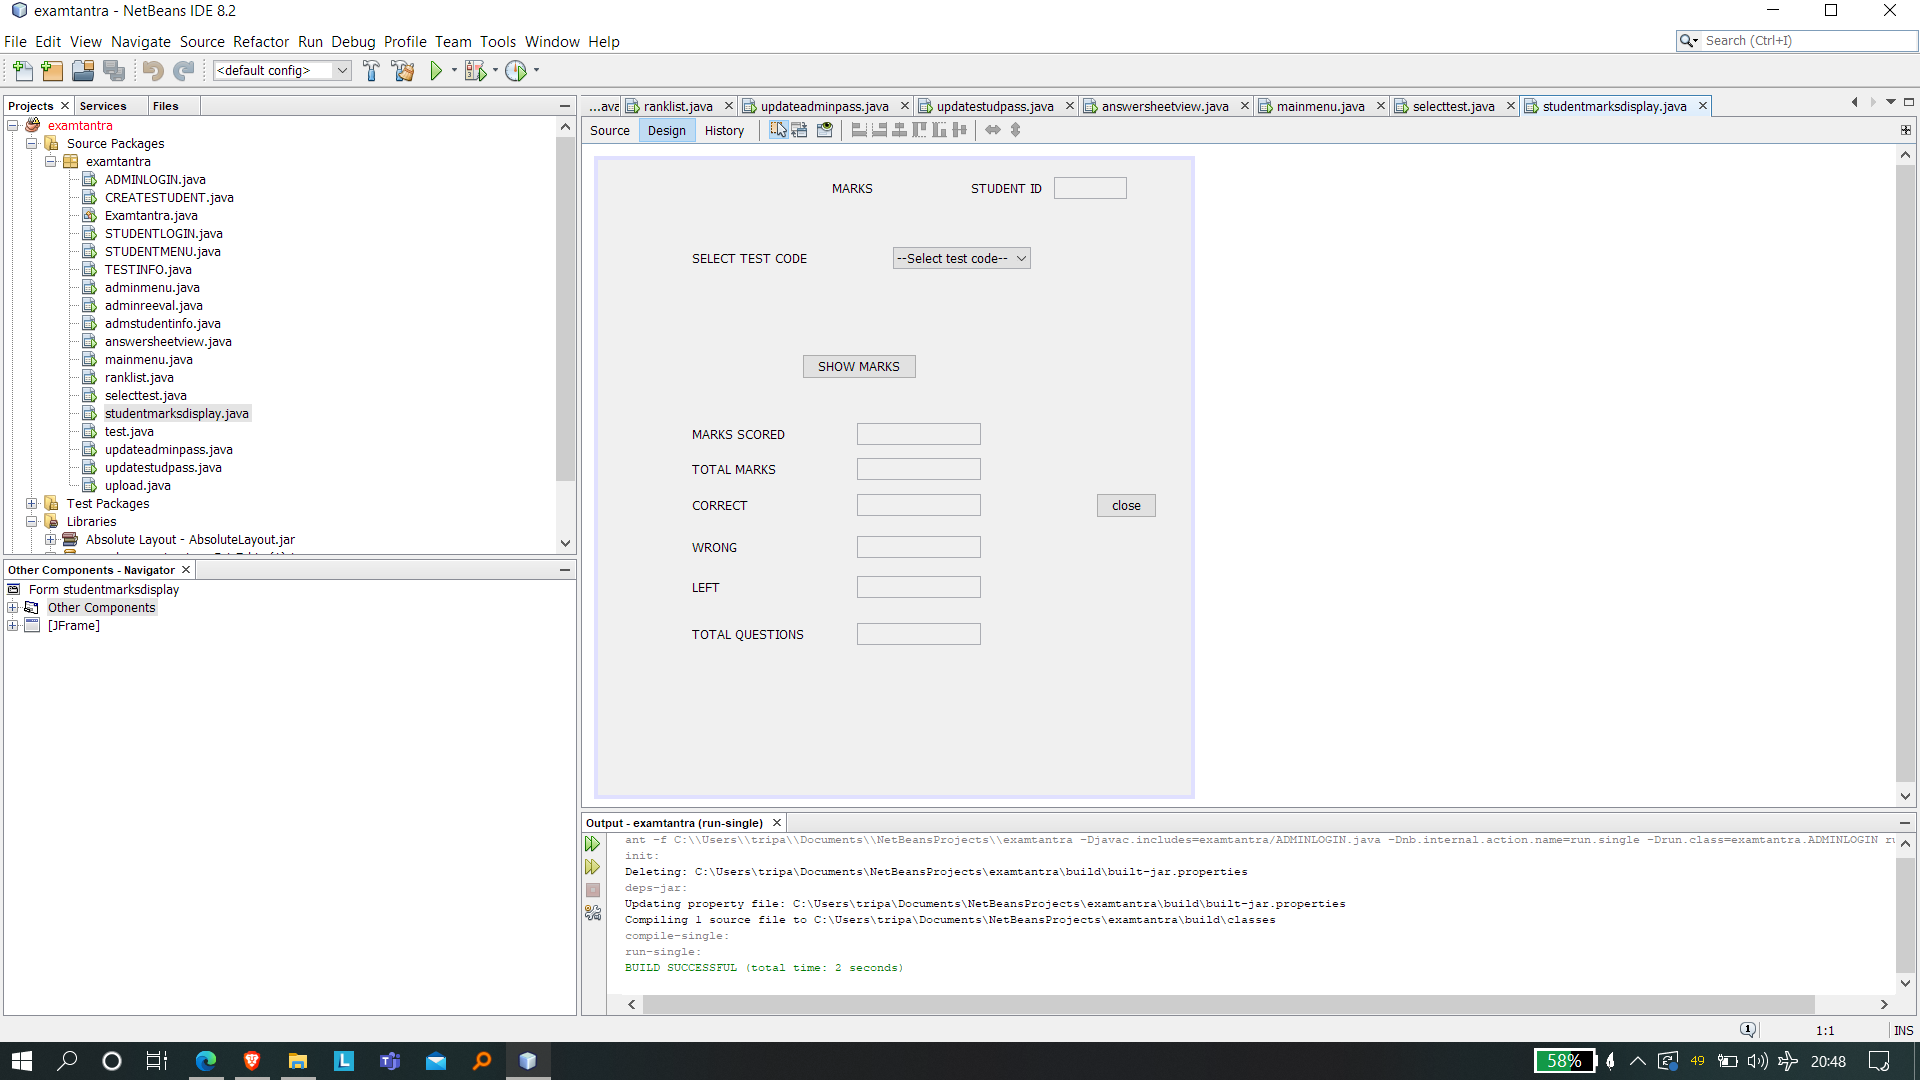 examtantra - NetBeans IDE 8.2
File Edit View Navigate Source Refactor Run Debug Profile Team Tools Window Help
Search (Ctrl+I)
<default config>
Projects Services Files
examtantra
Source Packages
examtantra
ADMINLOGIN.java
CREATESTUDENT.java
Examtantra.java
STUDENTLOGIN.java
STUDENTMENU.java
TESTINFO.java
adminmenu.java
adminreeval.java
admstudentinfo.java
answersheetview.java
mainmenu.java
ranklist.java
selecttest.java
studentmarksdisplay.java
test.java
updateadminpass.java
updatestudpass.java
upload.java
Test Packages
Libraries
Absolute Layout - AbsoluteLayout.jar
Other Components - Navigator
Form studentmarksdisplay
Other Components
[JFrame]
...ava ranklist.java updateadminpass.java updatestudpass.java answersheetview.java mainmenu.java selecttest.java studentmarksdisplay.java
Source Design History
MARKS STUDENT ID
SELECT TEST CODE --Select test code--
SHOW MARKS
MARKS SCORED
TOTAL MARKS
CORRECT close
WRONG
LEFT
TOTAL QUESTIONS
Output - examtantra (run-single)
ant -f C:\\Users\\tripa\\Documents\\NetBeansProjects\\examtantra -Djavac.includes=examtantra/ADMINLOGIN.java -Dnb.internal.action.name=run.single -Drun.class=examtantra.ADMINLOGIN
init:
Deleting: C:\Users\tripa\Documents\NetBeansProjects\examtantra\build\built-jar.properties
deps-jar:
Updating property file: C:\Users\tripa\Documents\NetBeansProjects\examtantra\build\built-jar.properties
Compiling 1 source file to C:\Users\tripa\Documents\NetBeansProjects\examtantra\build\classes
compile-single:
run-single:
BUILD SUCCESSFUL (total time: 2 seconds)
1:1 INS
58% 49 20:48